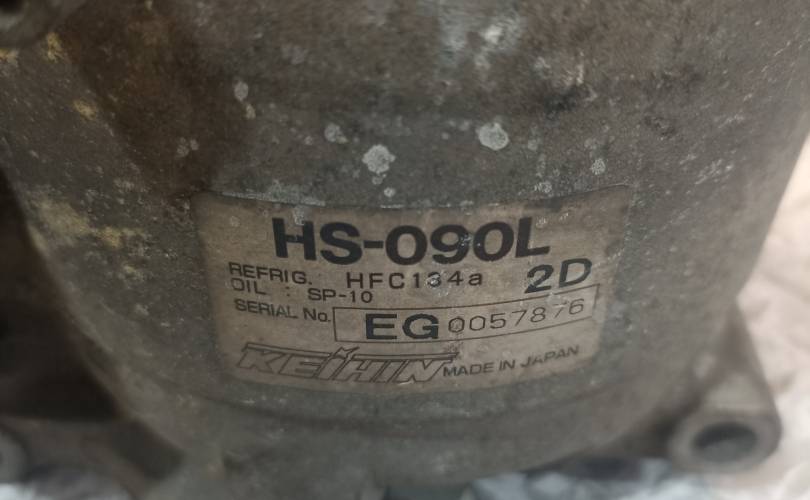 HS-090L
REFRIG. HFC134a 2D
OIL : SP-10
SERIAL No. EG0057876
KEIHIN MADE IN JAPAN